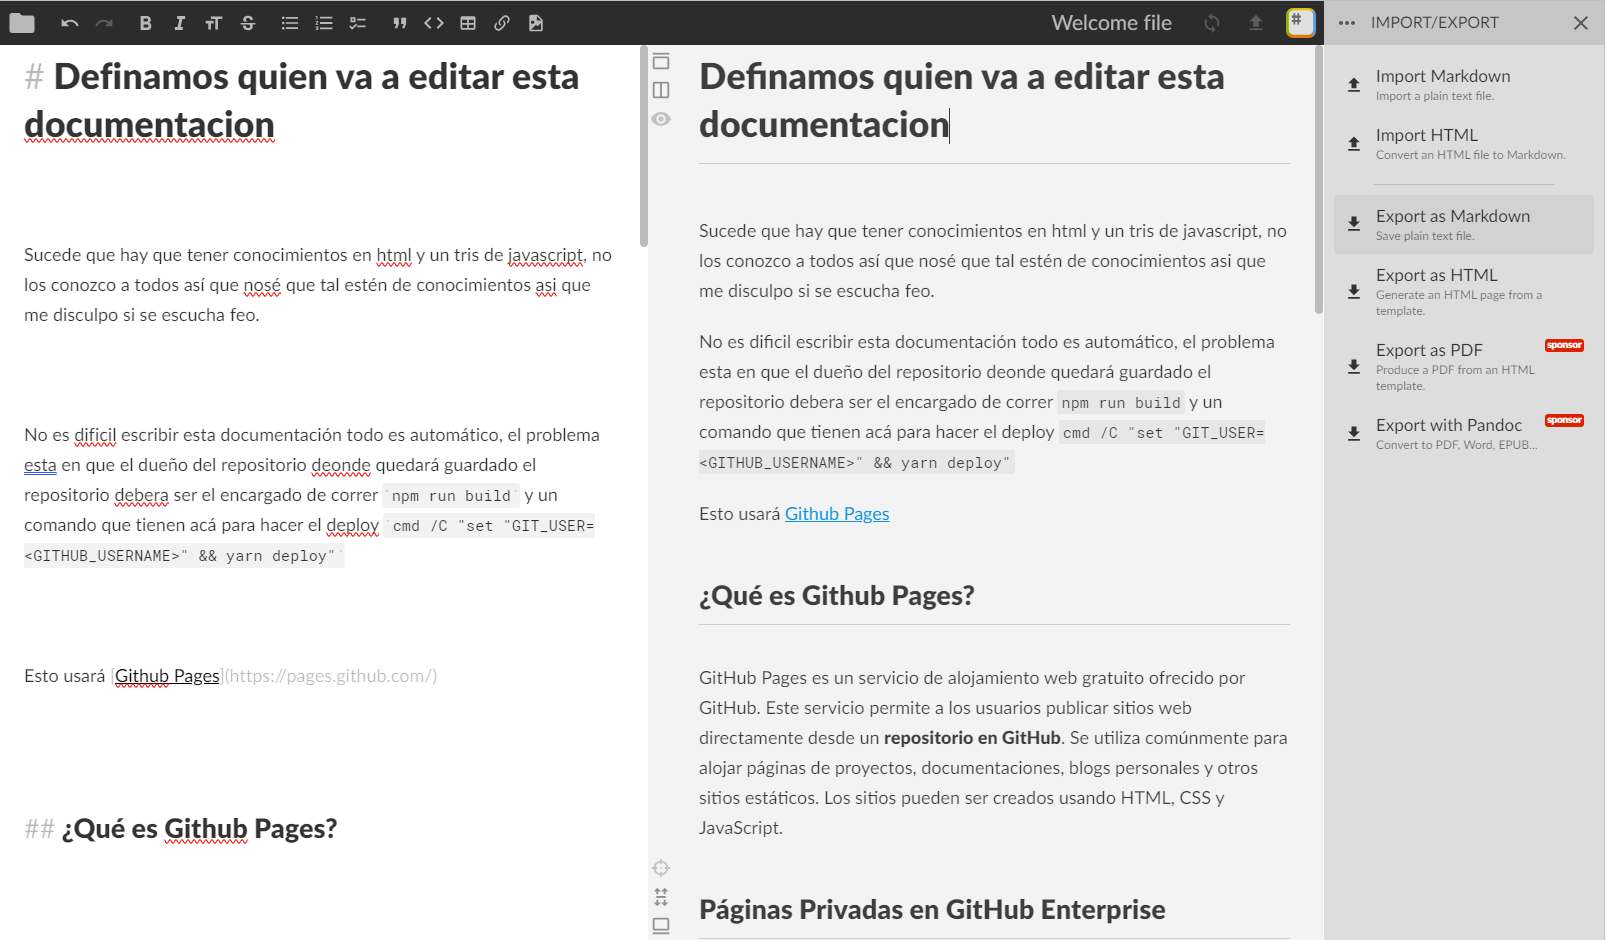 Welcome file
IMPORT/EXPORT
# Definamos quien va a editar esta
documentacion
Sucede que hay que tener conocimientos en html y un tris de javascript, no
los conozco a todos así que nosé que tal estén de conocimientos asi que
me disculpo si se escucha feo.
No es dificil escribir esta documentación todo es automático, el problema
esta en que el dueño del repositorio deonde quedará guardado el
repositorio debera ser el encargado de correr `npm run build` y un
comando que tienen acá para hacer el deploy `cmd /C "set "GIT_USER=
<GITHUB_USERNAME>" && yarn deploy"`
Esto usará [Github Pages](https://pages.github.com/)
## ¿Qué es Github Pages?
Definamos quien va a editar esta
documentacion
Sucede que hay que tener conocimientos en html y un tris de javascript, no
los conozco a todos así que nosé que tal estén de conocimientos asi que
me disculpo si se escucha feo.
No es dificil escribir esta documentación todo es automático, el problema
esta en que el dueño del repositorio deonde quedará guardado el
repositorio debera ser el encargado de correr npm run build y un
comando que tienen acá para hacer el deploy cmd /C "set "GIT_USER=
<GITHUB_USERNAME>" && yarn deploy"
Esto usará Github Pages
¿Qué es Github Pages?
GitHub Pages es un servicio de alojamiento web gratuito ofrecido por
GitHub. Este servicio permite a los usuarios publicar sitios web
directamente desde un repositorio en GitHub. Se utiliza comúnmente para
alojar páginas de proyectos, documentaciones, blogs personales y otros
sitios estáticos. Los sitios pueden ser creados usando HTML, CSS y
JavaScript.
Páginas Privadas en GitHub Enterprise
Import Markdown
Import a plain text file.
Import HTML
Convert an HTML file to Markdown.
Export as Markdown
Save plain text file.
Export as HTML
Generate an HTML page from a
template.
Export as PDF sponsor
Produce a PDF from an HTML
template.
Export with Pandoc sponsor
Convert to PDF, Word, EPUB...